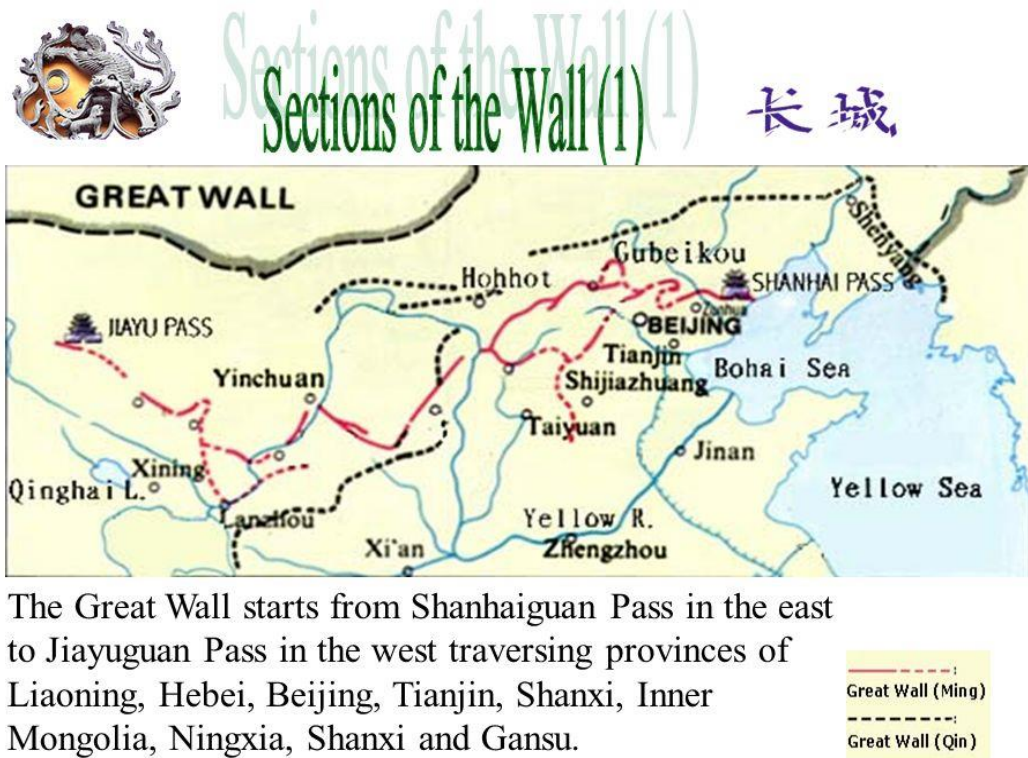 Sections of the Wall (1)
长城
GREAT WALL
Hohhot
Gubeikou
Shenyang
SHANHAI PASS
JIAYU PASS
Zunhua
BEIJING
Tianjin
Bohai Sea
Yinchuan
Shijiazhuang
Taiyuan
Jinan
Xining
Qinghai L.
Yellow Sea
Lanzhou
Yellow R.
Xi'an
Zhengzhou
The Great Wall starts from Shanhaiguan Pass in the east
to Jiayuguan Pass in the west traversing provinces of
Liaoning, Hebei, Beijing, Tianjin, Shanxi, Inner
Mongolia, Ningxia, Shanxi and Gansu.
Great Wall (Ming)
Great Wall (Qin)